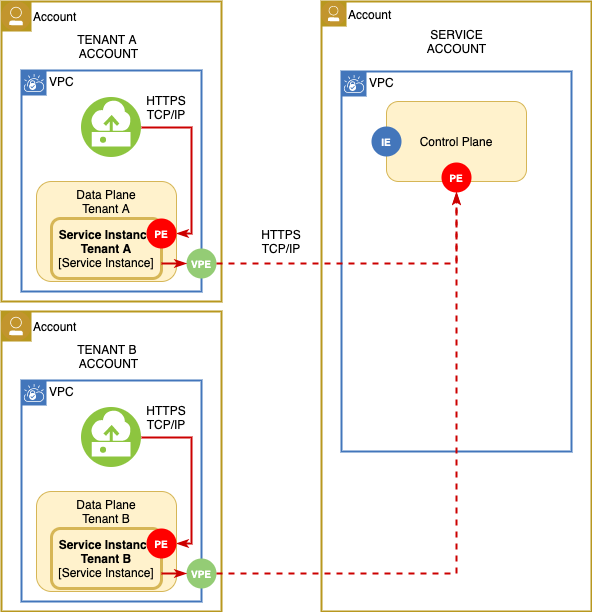 Account
TENANT A
ACCOUNT
VPC
HTTPS
TCP/IP
Data Plane
Tenant A
Service Instanc
PE
Tenant A
[Service Instance]
VPE
HTTPS
TCP/IP
Account
SERVICE
ACCOUNT
VPC
IE
Control Plane
PE
Account
TENANT B
ACCOUNT
VPC
HTTPS
TCP/IP
Data Plane
Tenant B
Service Instanc
PE
Tenant B
[Service Instance]
VPE